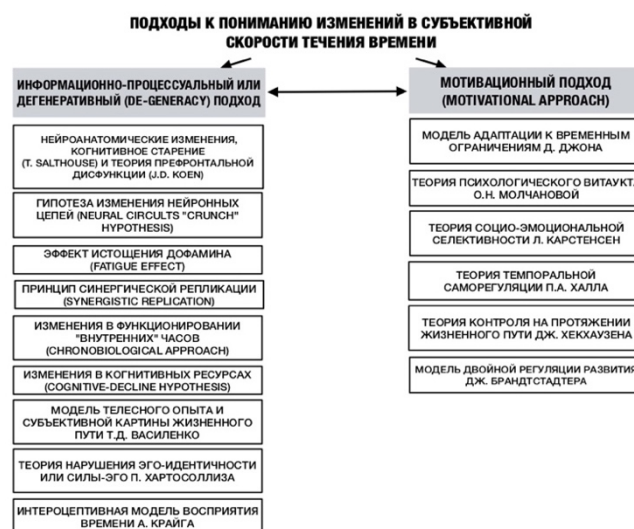 ПОДХОДЫ К ПОНИМАНИЮ ИЗМЕНЕНИЙ В СУБЪЕКТИВНОЙ
СКОРОСТИ ТЕЧЕНИЯ ВРЕМЕНИ
ИНФОРМАЦИОННО-ПРОЦЕССУАЛЬНЫЙ ИЛИ
ДЕГЕНЕРАТИВНЫЙ (DE-GENERACY) ПОДХОД
НЕЙРОАНАТОМИЧЕСКИЕ ИЗМЕНЕНИЯ,
КОГНИТИВНОЕ СТАРЕНИЕ
(T. SALTHOUSE) И ТЕОРИЯ ПРЕФРОНТАЛЬНОЙ
ДИСФУНКЦИИ (J.D. KOEN)
ГИПОТЕЗА ИЗМЕНЕНИЯ НЕЙРОННЫХ
ЦЕПЕЙ (NEURAL CIRCULTS "CRUNCH"
HYPOTHESIS)
ЭФФЕКТ ИСТОЩЕНИЯ ДОФАМИНА
(FATIGUE EFFECT)
ПРИНЦИП СИНЕРГИЧЕСКОЙ РЕПЛИКАЦИИ
(SYNERGISTIC REPLICATION)
ИЗМЕНЕНИЯ В ФУНКЦИОНИРОВАНИИ
"ВНУТРЕННИХ" ЧАСОВ
(CHRONOBIOLOGICAL APPROACH)
ИЗМЕНЕНИЯ В КОГНИТИВНЫХ РЕСУРСАХ
(COGNITIVE-DECLINE HYPOTHESIS)
МОДЕЛЬ ТЕЛЕСНОГО ОПЫТА И
СУБЪЕКТИВНОЙ КАРТИНЫ ЖИЗНЕННОГО
ПУТИ Т.Д. ВАСИЛЕНКО
ТЕОРИЯ НАРУШЕНИЯ ЭГО-ИДЕНТИЧНОСТИ
ИЛИ СИЛЫ-ЭГО П. ХАРТОСОЛЛИЗА
ИНТЕРОЦЕПТИВНАЯ МОДЕЛЬ ВОСПРИЯТИЯ
ВРЕМЕНИ А. КРАЙГА
МОТИВАЦИОННЫЙ ПОДХОД
(MOTIVATIONAL APPROACH)
МОДЕЛЬ АДАПТАЦИИ К ВРЕМЕННЫМ
ОГРАНИЧЕНИЯМ Д. ДЖОНА
ТЕОРИЯ ПСИХОЛОГИЧЕСКОГО ВИТАУКТ
О.Н. МОЛЧАНОВОЙ
ТЕОРИЯ СОЦИО-ЭМОЦИОНАЛЬНОЙ
СЕЛЕКТИВНОСТИ Л. КАРСТЕНСЕН
ТЕОРИЯ ТЕМПОРАЛЬНОЙ
САМОРЕГУЛЯЦИИ П.А. ХАЛЛА
ТЕОРИЯ КОНТРОЛЯ НА ПРОТЯЖЕНИИ
ЖИЗНЕННОГО ПУТИ ДЖ. ХЕКХАУЗЕНА
МОДЕЛЬ ДВОЙНОЙ РЕГУЛЯЦИИ РАЗВИТИЯ
ДЖ. БРАНДТСТАДТЕРА